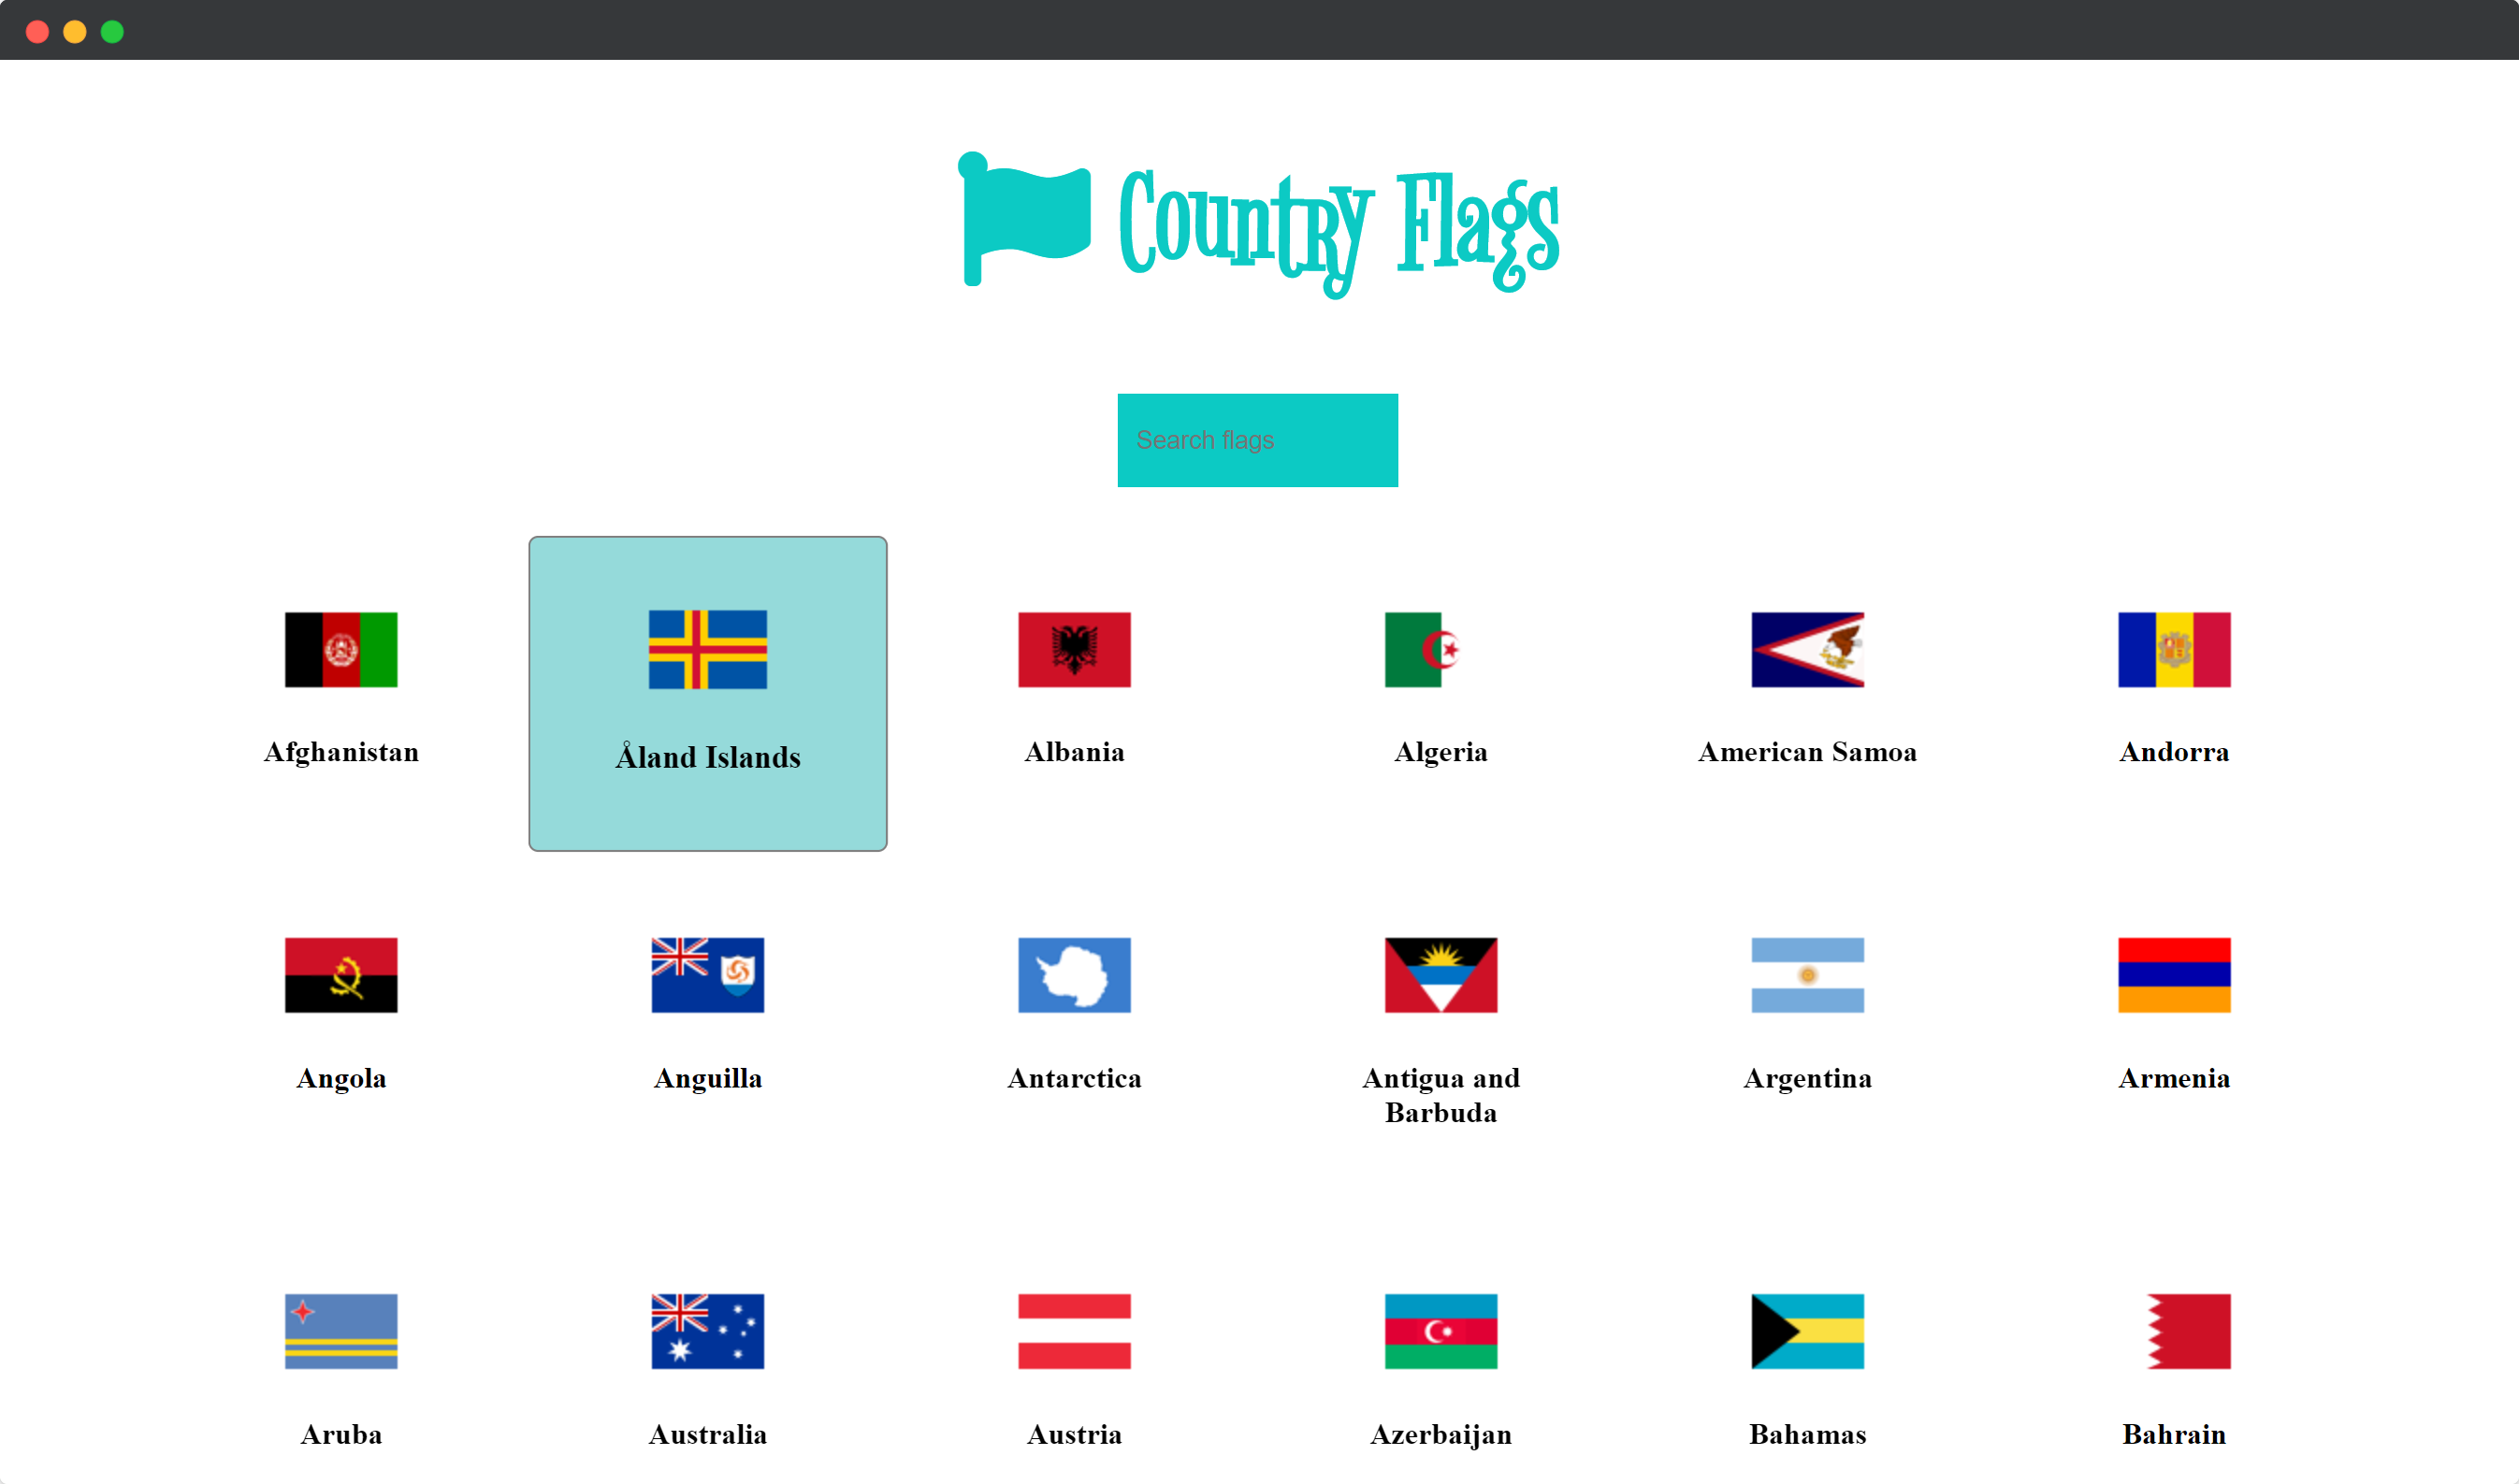 Country Flags
Search flags
Afghanistan
Åland Islands
Albania
Algeria
American Samoa
Andorra
Angola
Anguilla
Antarctica
Antigua and
Barbuda
Argentina
Armenia
Aruba
Australia
Austria
Azerbaijan
Bahamas
Bahrain